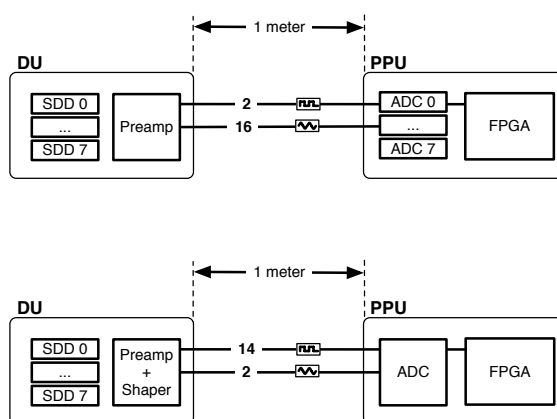 1 meter
DU
PPU
SDD 0
...
SDD 7
Preamp
2
16
ADC 0
...
ADC 7
FPGA
1 meter
DU
PPU
SDD 0
...
SDD 7
Preamp
+
Shaper
14
2
ADC
FPGA